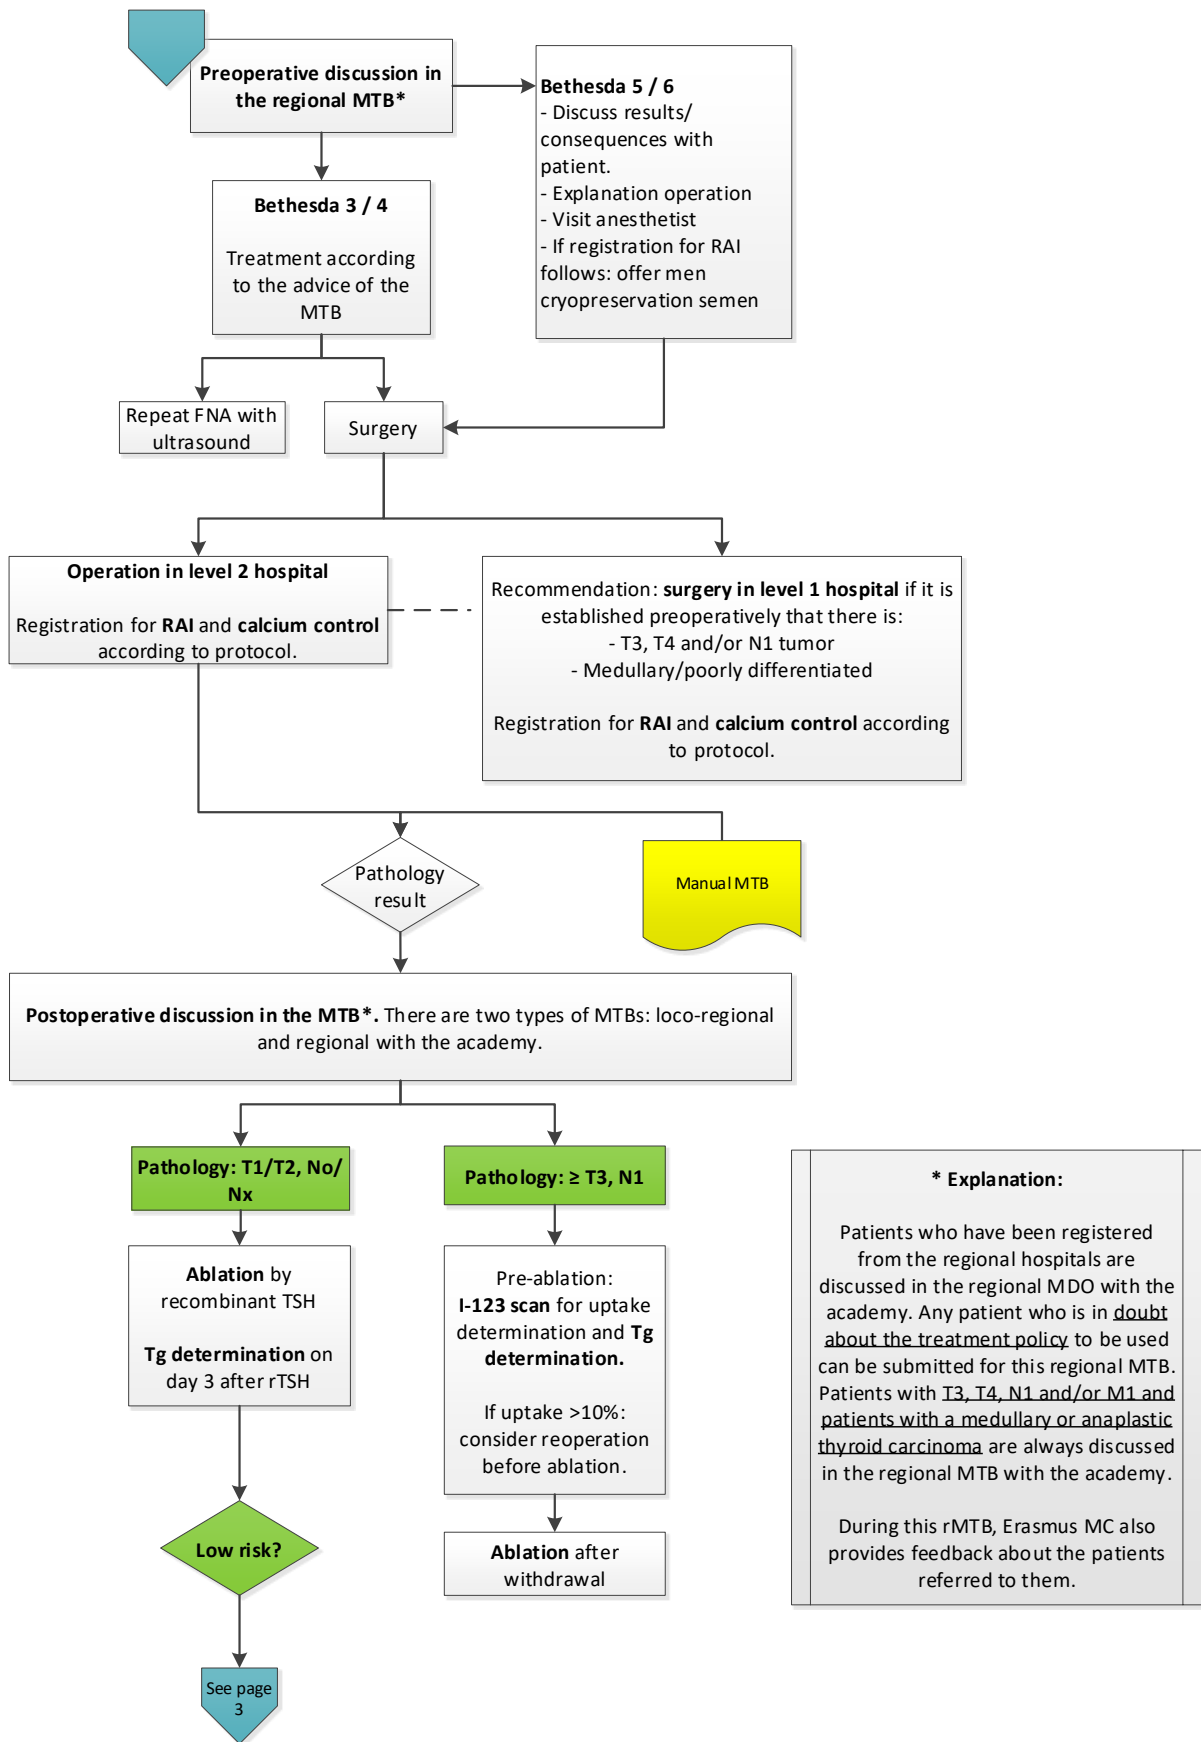 Preoperative discussion in
the regional MTB*
Bethesda 5 / 6
- Discuss results/
consequences with
patient.
- Explanation operation
- Visit anesthetist
- If registration for RAI
follows: offer men
cryopreservation semen
Bethesda 3 / 4
Treatment according
to the advice of the
MTB
Repeat FNA with
ultrasound
Surgery
Operation in level 2 hospital
Registration for RAI and calcium control
according to protocol.
Recommendation: surgery in level 1 hospital if it is
established preoperatively that there is:
- T3, T4 and/or N1 tumor
- Medullary/poorly differentiated
Registration for RAI and calcium control according
to protocol.
Pathology
result
Manual MTB
Postoperative discussion in the MTB*. There are two types of MTBs: loco-regional
and regional with the academy.
Pathology: T1/T2, No/
Nx
Pathology: ≥ T3, N1
Ablation by
recombinant TSH
Tg determination on
day 3 after rTSH
Pre-ablation:
I-123 scan for uptake
determination and Tg
determination.
If uptake >10%:
consider reoperation
before ablation.
Low risk?
Ablation after
withdrawal
See page
3
* Explanation:
Patients who have been registered
from the regional hospitals are
discussed in the regional MDO with the
academy. Any patient who is in doubt
about the treatment policy to be used
can be submitted for this regional MTB.
Patients with T3, T4, N1 and/or M1 and
patients with a medullary or anaplastic
thyroid carcinoma are always discussed
in the regional MTB with the academy.
During this rMTB, Erasmus MC also
provides feedback about the patients
referred to them.